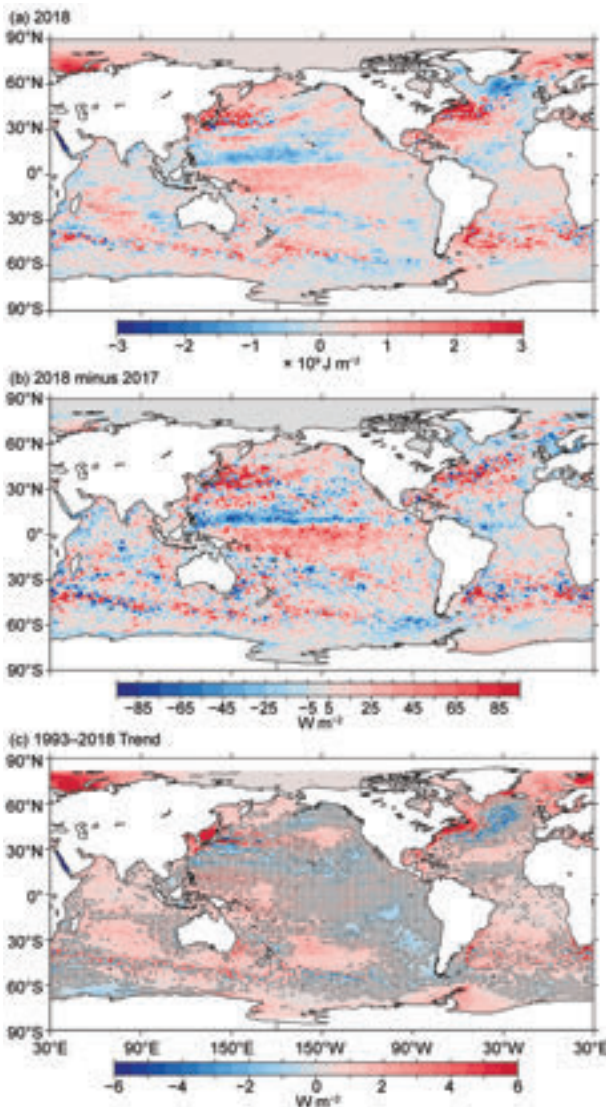 (a) 2018
90°N
60°N
30°N
0°
30°S
60°S
90°S
−3 −2 −1 0 1 2 3
× 10⁹ J m⁻²
(b) 2018 minus 2017
90°N
60°N
30°N
0°
30°S
60°S
90°S
−85 −65 −45 −25 −5 5 25 45 65 85
W m⁻²
(c) 1993–2018 Trend
90°N
60°N
30°N
0°
30°S
60°S
90°S
30°E 90°E 150°E 150°W 90°W 30°W 30°E
−6 −4 −2 0 2 4 6
W m⁻²